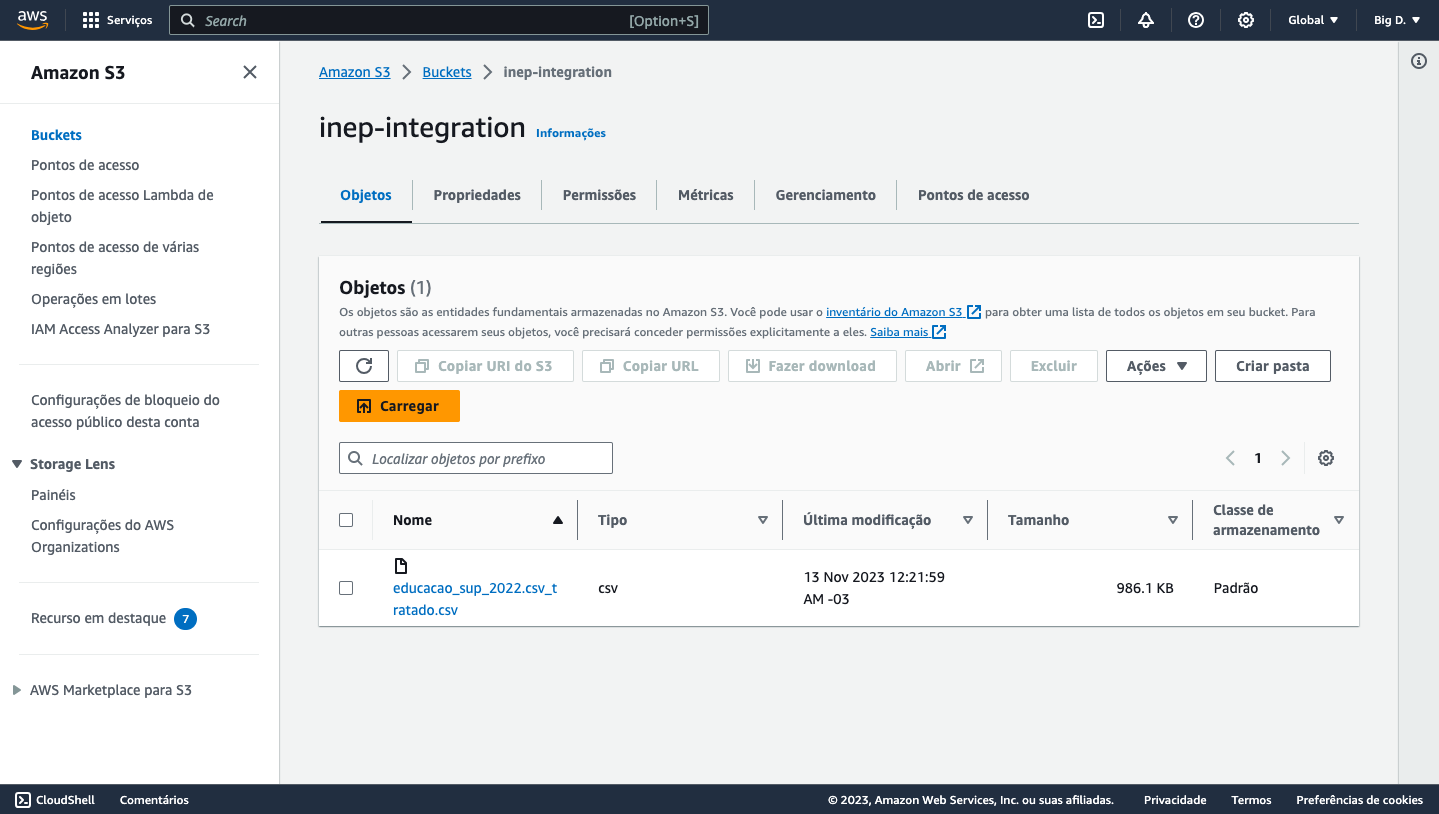 aws
Serviços
Search
[Option+S]
Global
Big D.
Amazon S3
Buckets
Pontos de acesso
Pontos de acesso Lambda de
objeto
Pontos de acesso de várias
regiões
Operações em lotes
IAM Access Analyzer para S3
Configurações de bloqueio do
acesso público desta conta
Storage Lens
Painéis
Configurações do AWS
Organizations
Recurso em destaque 7
AWS Marketplace para S3
Amazon S3 > Buckets > inep-integration
inep-integration Informações
Objetos
Propriedades
Permissões
Métricas
Gerenciamento
Pontos de acesso
Objetos (1)
Os objetos são as entidades fundamentais armazenadas no Amazon S3. Você pode usar o inventário do Amazon S3 para obter uma lista de todos os objetos em seu bucket. Para
outras pessoas acessarem seus objetos, você precisará conceder permissões explicitamente a eles. Saiba mais
Copiar URI do S3
Copiar URL
Fazer download
Abrir
Excluir
Ações
Criar pasta
Carregar
Localizar objetos por prefixo
1
Nome
Tipo
Última modificação
Tamanho
Classe de
armazenamento
educacao_sup_2022.csv_t
ratado.csv
csv
13 Nov 2023 12:21:59
AM -03
986.1 KB
Padrão
CloudShell
Comentários
© 2023, Amazon Web Services, Inc. ou suas afiliadas.
Privacidade
Termos
Preferências de cookies